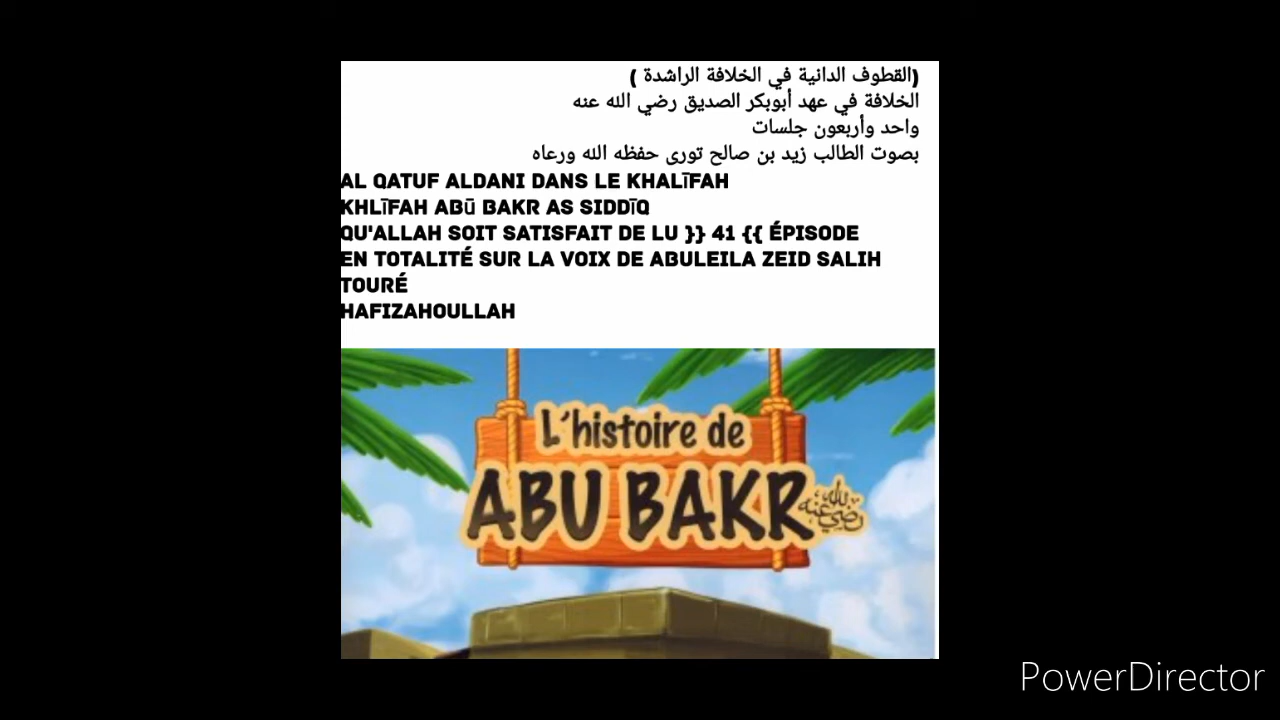 (القطوف الدانية في الخلافة الراشدة )
الخلافة في عهد أبوبكر الصديق رضي الله عنه
واحد وأربعون جلسات
بصوت الطالب زيد بن صالح تورى حفظه الله ورعاه
AL QATUF ALDANI DANS LE KHALĪFAH
KHLĪFAH ABŪ BAKR AS SIDDĪQ
QU'ALLAH SOIT SATISFAIT DE LU }} 41 {{ ÉPISODE
EN TOTALITÉ SUR LA VOIX DE ABULEILA ZEID SALIH
TOURÉ
HAFIZAHOULLAH
L'histoire de
ABU BAKR رضي الله عنه
PowerDirector